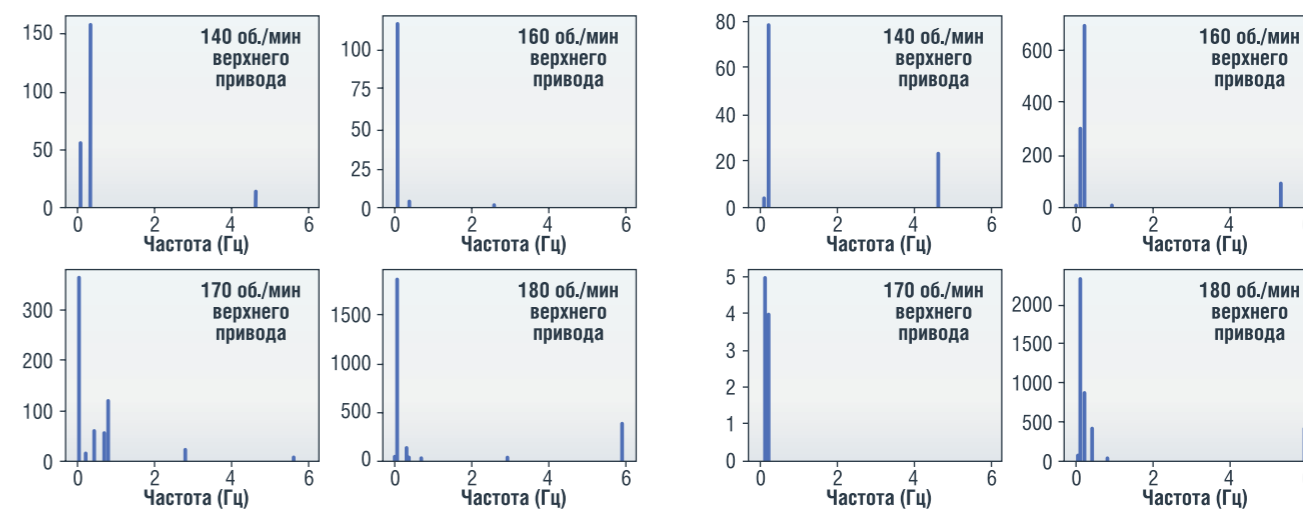 150
100
50
0
140 об./мин
верхнего
привода
0 2 4 6
Частота (Гц)
100
75
50
25
0
160 об./мин
верхнего
привода
0 2 4 6
Частота (Гц)
80
60
40
20
0
140 об./мин
верхнего
привода
0 2 4 6
Частота (Гц)
600
400
200
0
160 об./мин
верхнего
привода
0 2 4
Частота (Гц)
300
200
100
0
170 об./мин
верхнего
привода
0 2 4 6
Частота (Гц)
1500
1000
500
0
180 об./мин
верхнего
привода
0 2 4 6
Частота (Гц)
5
4
3
2
1
0
170 об./мин
верхнего
привода
0 2 4 6
Частота (Гц)
2000
1500
1000
500
0
180 об./мин
верхнего
привода
0 2 4
Частота (Гц)